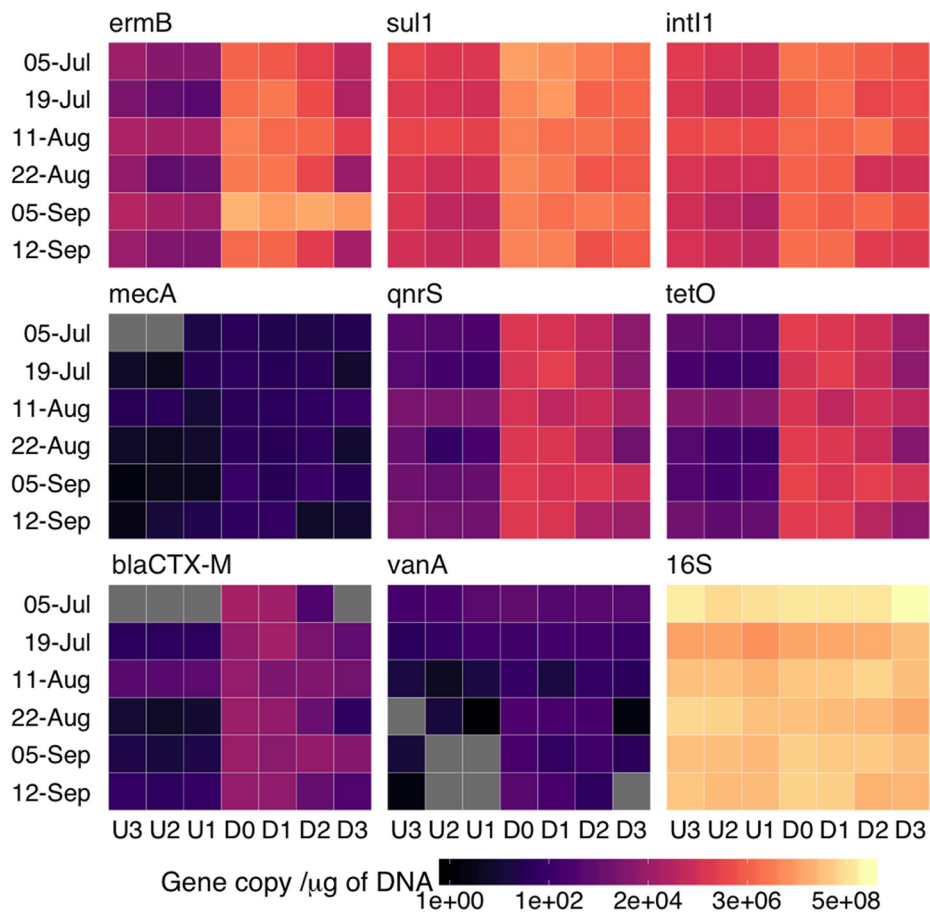 ermB sul1 intI1
05-Jul
19-Jul
11-Aug
22-Aug
05-Sep
12-Sep
mecA qnrS tetO
05-Jul
19-Jul
11-Aug
22-Aug
05-Sep
12-Sep
blaCTX-M vanA 16S
05-Jul
19-Jul
11-Aug
22-Aug
05-Sep
12-Sep
U3 U2 U1 D0 D1 D2 D3 U3 U2 U1 D0 D1 D2 D3 U3 U2 U1 D0 D1 D2 D3
Gene copy /μg of DNA
1e+00 1e+02 2e+04 3e+06 5e+08